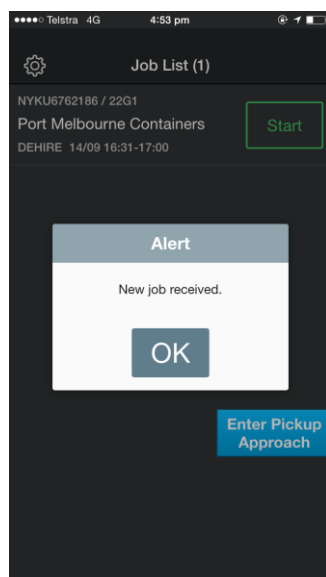 Telstra 4G 4:53 pm
Job List (1)
NYKU6762186 / 22G1
Port Melbourne Containers
Start
DEHIRE 14/09 16:31-17:00
Alert
New job received.
OK
Enter Pickup
Approach